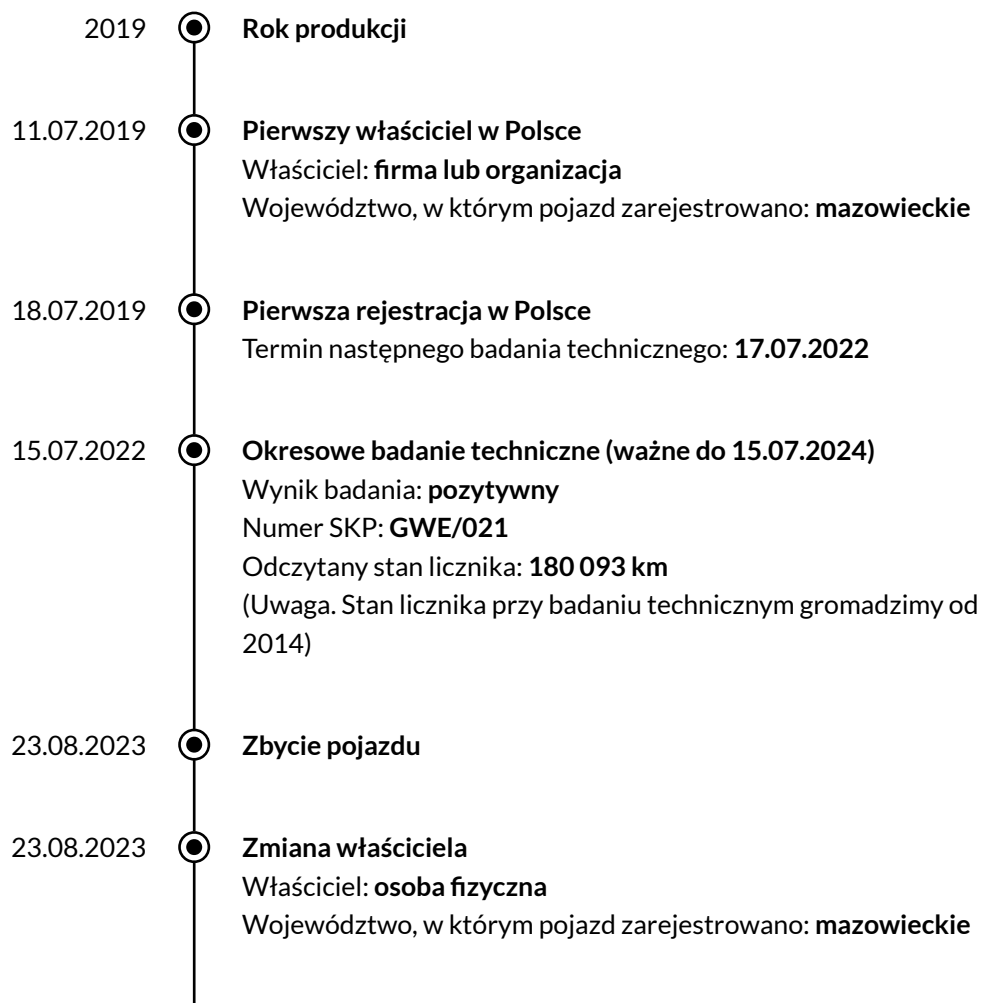 2019 Rok produkcji
11.07.2019 Pierwszy właściciel w Polsce
Właściciel: firma lub organizacja
Województwo, w którym pojazd zarejestrowano: mazowieckie
18.07.2019 Pierwsza rejestracja w Polsce
Termin następnego badania technicznego: 17.07.2022
15.07.2022 Okresowe badanie techniczne (ważne do 15.07.2024)
Wynik badania: pozytywny
Numer SKP: GWE/021
Odczytany stan licznika: 180 093 km
(Uwaga. Stan licznika przy badaniu technicznym gromadzimy od
2014)
23.08.2023 Zbycie pojazdu
23.08.2023 Zmiana właściciela
Właściciel: osoba fizyczna
Województwo, w którym pojazd zarejestrowano: mazowieckie